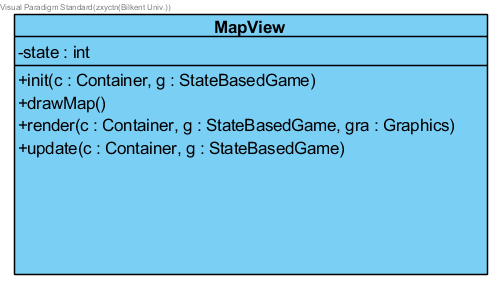 Visual Paradigm Standard(zxyctn(Bilkent Univ.))
MapView
-state : int
+init(c : Container, g : StateBasedGame)
+drawMap()
+render(c : Container, g : StateBasedGame, gra : Graphics)
+update(c : Container, g : StateBasedGame)